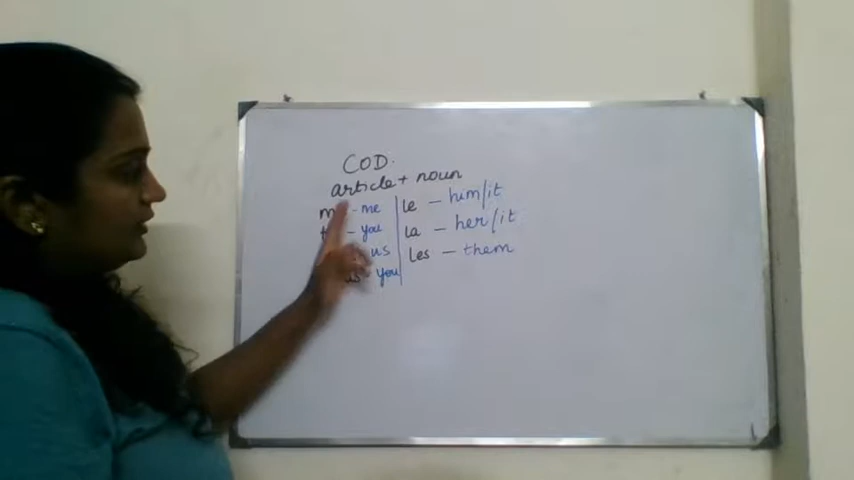 COD.
article + noun
- me | le - him/it
- you | la - her/it
us | les - them
you